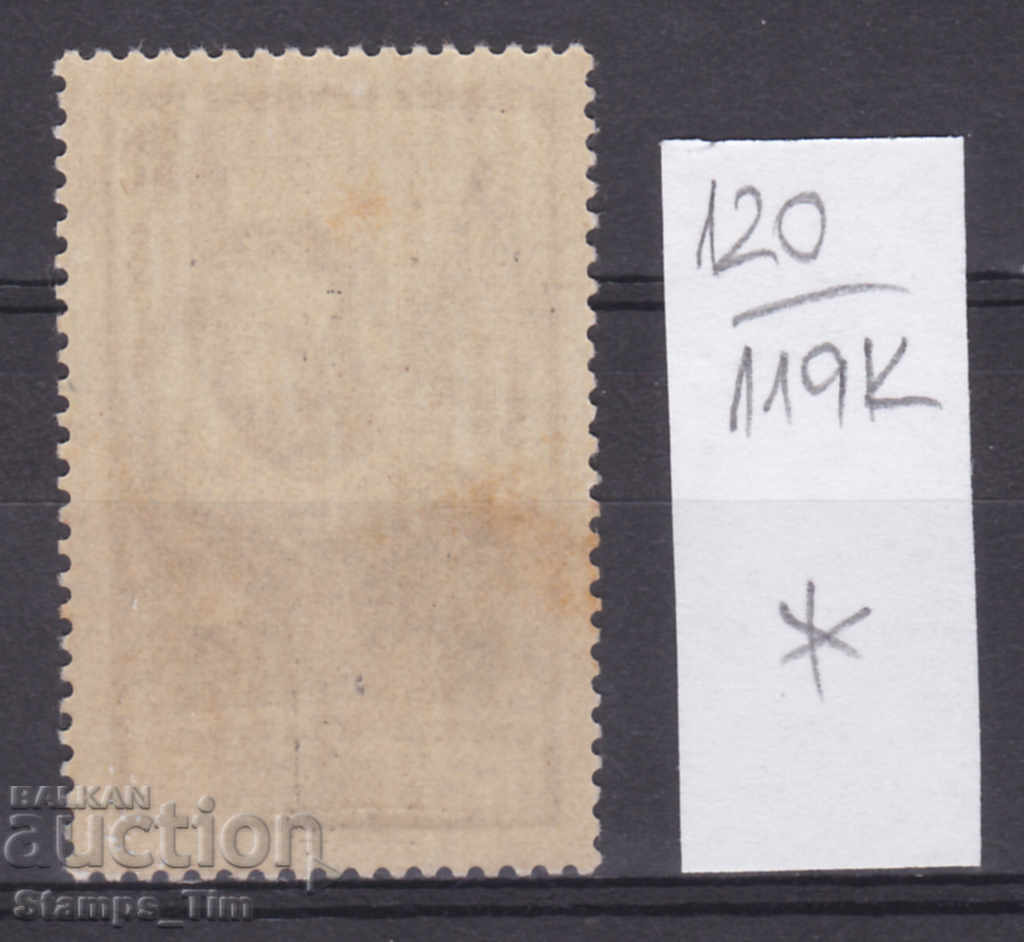 120
119K
*
BALKAN
auction
Stamps_Tim